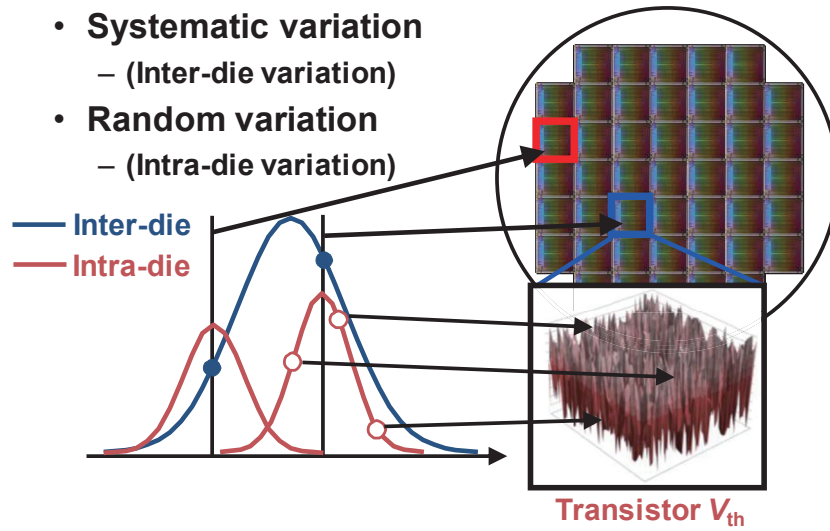 • Systematic variation
– (Inter-die variation)
• Random variation
– (Intra-die variation)
Inter-die
Intra-die
Transistor Vth